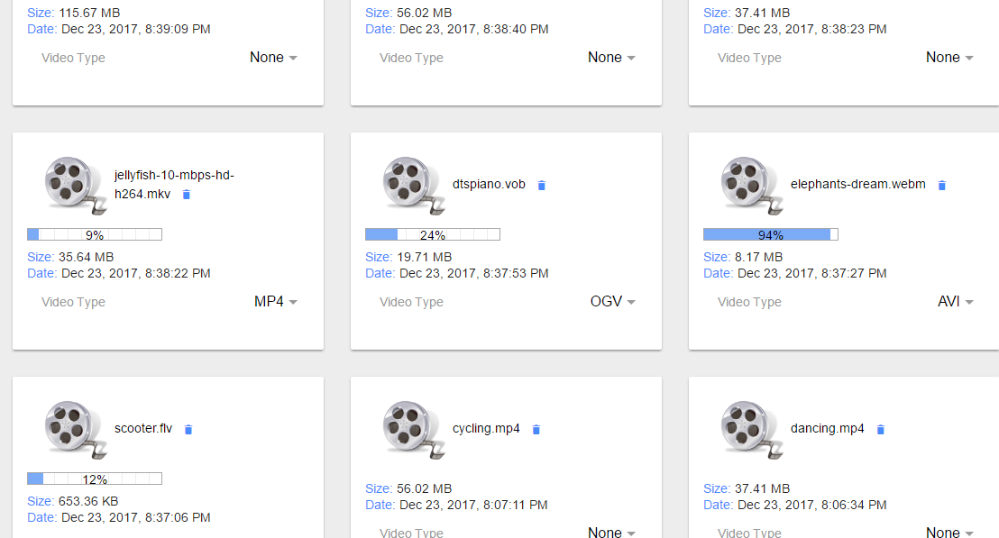 Size: 115.67 MB
Date: Dec 23, 2017, 8:39:09 PM
Video Type None
Size: 56.02 MB
Date: Dec 23, 2017, 8:38:40 PM
Video Type None
Size: 37.41 MB
Date: Dec 23, 2017, 8:38:23 PM
Video Type None
jellyfish-10-mbps-hd-
h264.mkv
9%
Size: 35.64 MB
Date: Dec 23, 2017, 8:38:22 PM
Video Type MP4
dtspiano.vob
24%
Size: 19.71 MB
Date: Dec 23, 2017, 8:37:53 PM
Video Type OGV
elephants-dream.webm
94%
Size: 8.17 MB
Date: Dec 23, 2017, 8:37:27 PM
Video Type AVI
scooter.flv
12%
Size: 653.36 KB
Date: Dec 23, 2017, 8:37:06 PM
cycling.mp4
Size: 56.02 MB
Date: Dec 23, 2017, 8:07:11 PM
Video Type None
dancing.mp4
Size: 37.41 MB
Date: Dec 23, 2017, 8:06:34 PM
Video Type None